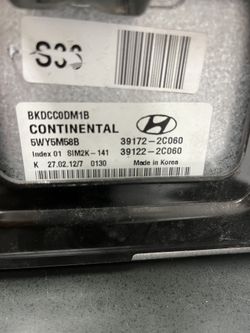 S33
BKDCC0DM1B
CONTINENTAL
5WY5M58B 39172-2C060
Index 01 SIM2K-141 39122-2C060
K 27.02.12/7 0130 Made in Korea